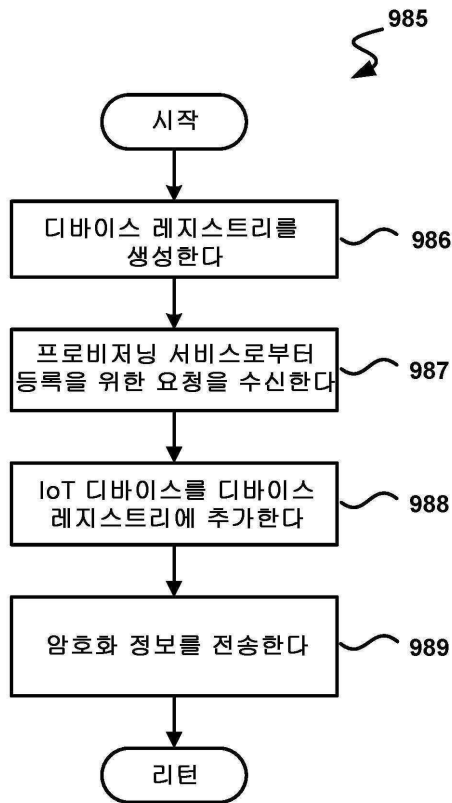 985
시작
디바이스 레지스트리를
생성한다
986
프로비저닝 서비스로부터
등록을 위한 요청을 수신한다
987
IoT 디바이스를 디바이스
레지스트리에 추가한다
988
암호화 정보를 전송한다
989
리턴